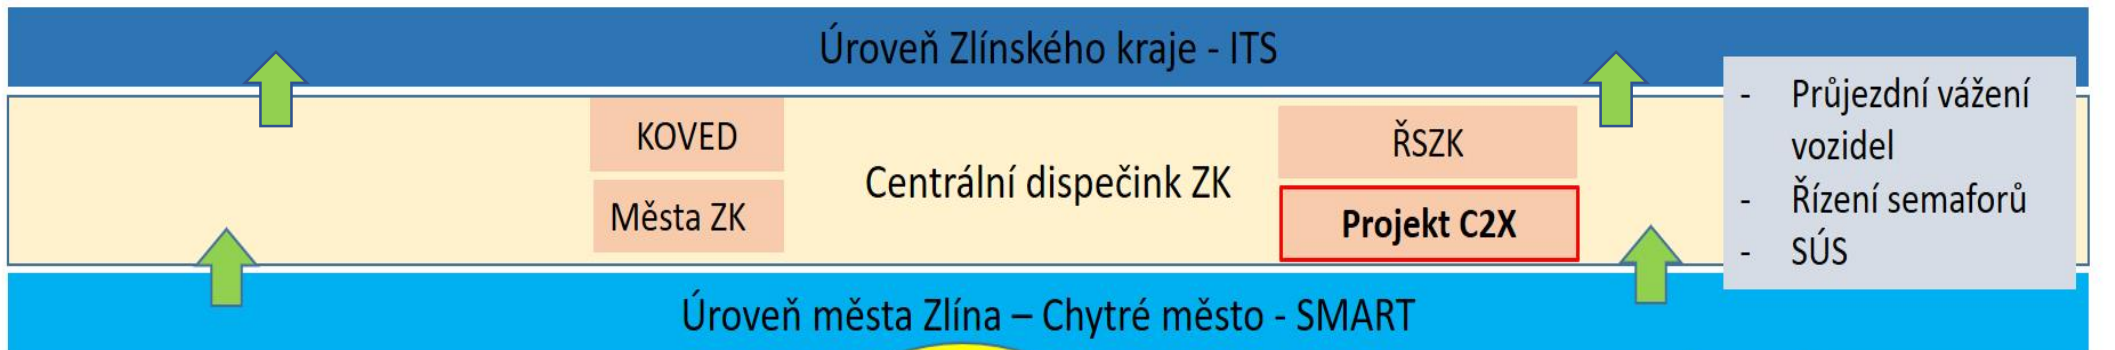 Úroveň Zlínského kraje - ITS
KOVED
Města ZK
Centrální dispečink ZK
ŘSZK
Projekt C2X
- Průjezdní vážení
vozidel
- Řízení semaforů
- SÚS
Úroveň města Zlína – Chytré město - SMART